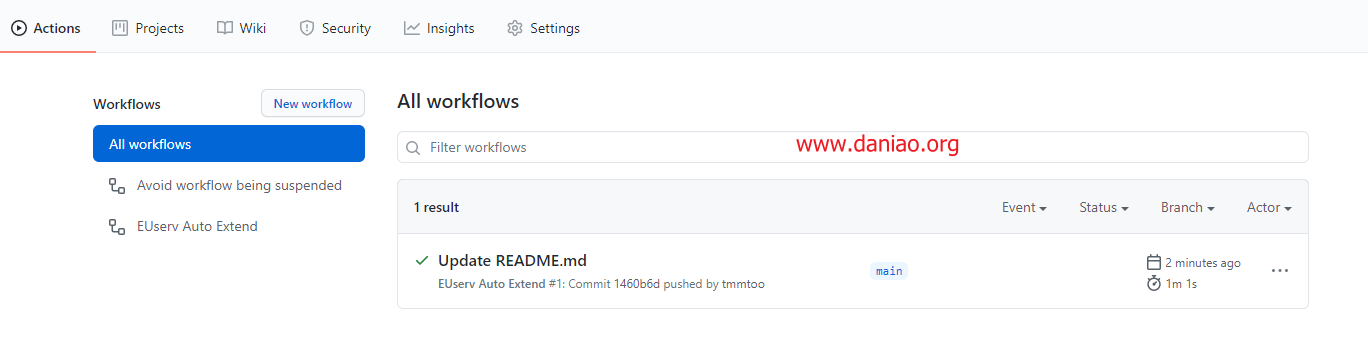 Actions Projects Wiki Security Insights Settings
Workflows New workflow
All workflows
Avoid workflow being suspended
EUserv Auto Extend
All workflows
Filter workflows www.daniao.org
1 result Event Status Branch Actor
Update README.md
EUserv Auto Extend #1: Commit 1460b6d pushed by tmmtoo
main
2 minutes ago
1m 1s